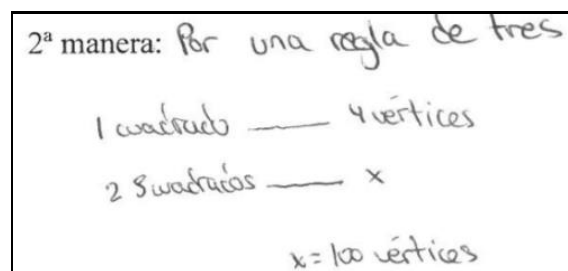 2ª manera: Por una regla de tres
1 cuadrado —— 4 vértices
25 cuadrados —— x
x = 100 vértices